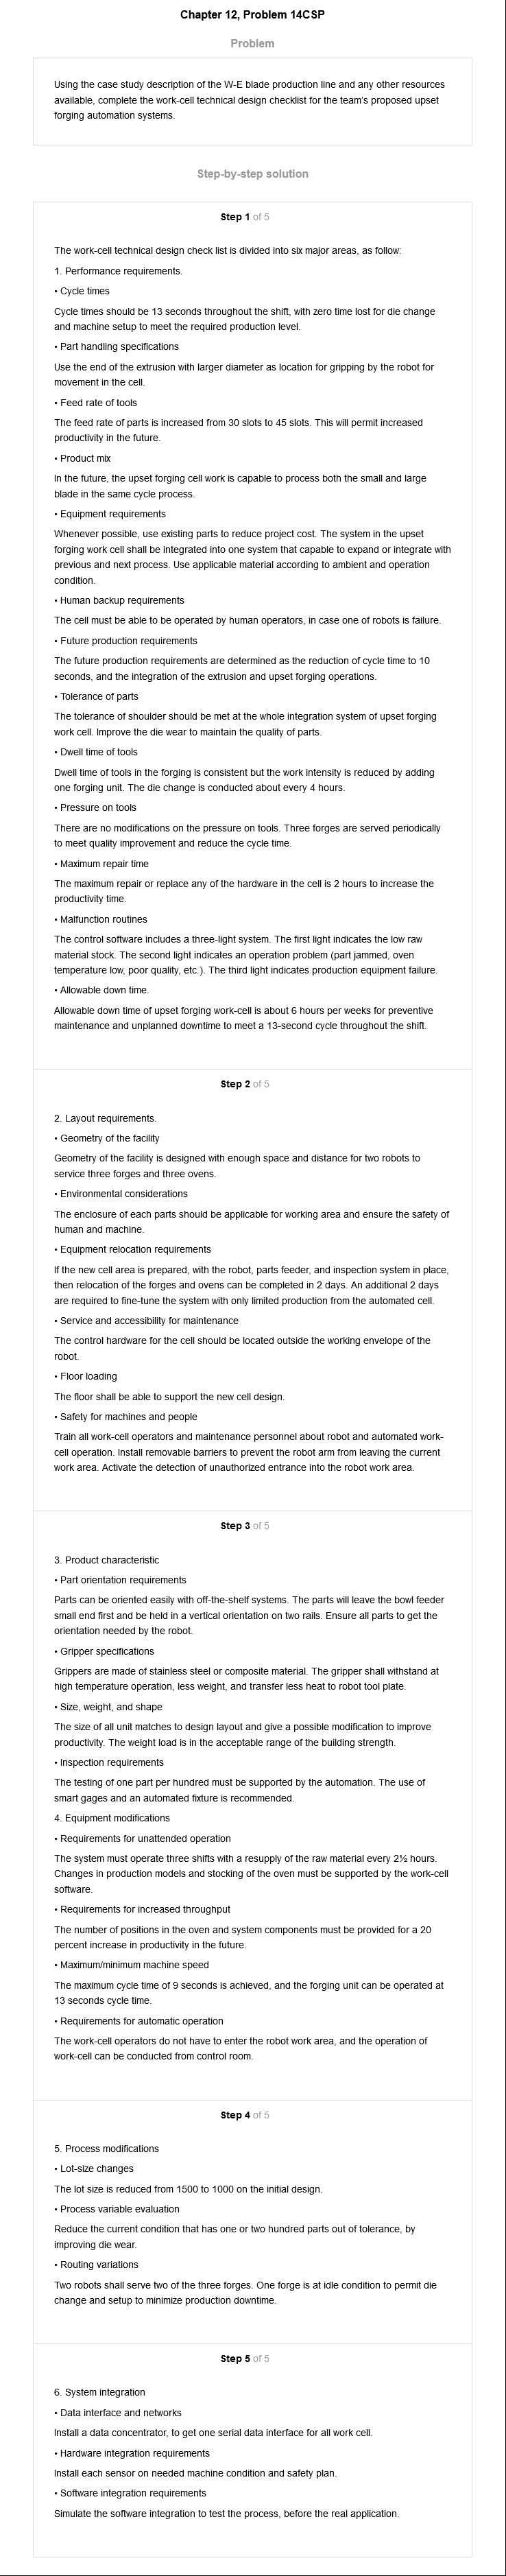 Chapter 12, Problem 14CSP
Problem
Using the case study description of the W-E blade production line and any other resources
available, complete the work-cell technical design checklist for the team's proposed upset
forging automation systems.
Step-by-step solution
Step 1 of 5
The work-cell technical design check list is divided into six major areas, as follow:
1. Performance requirements.
• Cycle times
Cycle times should be 13 seconds throughout the shift, with zero time lost for die change
and machine setup to meet the required production level.
• Part handling specifications
Use the end of the extrusion with larger diameter as location for gripping by the robot for
movement in the cell.
• Feed rate of tools
The feed rate of parts is increased from 30 slots to 45 slots. This will permit increased
productivity in the future.
• Product mix
In the future, the upset forging cell work is capable to process both the small and large
blade in the same cycle process.
• Equipment requirements
Whenever possible, use existing parts to reduce project cost. The system in the upset
forging work cell shall be integrated into one system that capable to expand or integrate with
previous and next process. Use applicable material according to ambient and operation
condition.
• Human backup requirements
The cell must be able to be operated by human operators, in case one of robots is failure.
• Future production requirements
The future production requirements are determined as the reduction of cycle time to 10
seconds, and the integration of the extrusion and upset forging operations.
• Tolerance of parts
The tolerance of shoulder should be met at the whole integration system of upset forging
work cell. Improve the die wear to maintain the quality of parts.
• Dwell time of tools
Dwell time of tools in the forging is consistent but the work intensity is reduced by adding
one forging unit. The die change is conducted about every 4 hours.
• Pressure on tools
There are no modifications on the pressure on tools. Three forges are served periodically
to meet quality improvement and reduce the cycle time.
• Maximum repair time
The maximum repair or replace any of the hardware in the cell is 2 hours to increase the
productivity time.
• Malfunction routines
The control software includes a three-light system. The first light indicates the low raw
material stock. The second light indicates an operation problem (part jammed, oven
temperature low, poor quality, etc.). The third light indicates production equipment failure.
• Allowable down time.
Allowable down time of upset forging work-cell is about 6 hours per weeks for preventive
maintenance and unplanned downtime to meet a 13-second cycle throughout the shift.
Step 2 of 5
2. Layout requirements.
• Geometry of the facility
Geometry of the facility is designed with enough space and distance for two robots to
service three forges and three ovens.
• Environmental considerations
The enclosure of each parts should be applicable for working area and ensure the safety of
human and machine.
• Equipment relocation requirements
If the new cell area is prepared, with the robot, parts feeder, and inspection system in place,
then relocation of the forges and ovens can be completed in 2 days. An additional 2 days
are required to fine-tune the system with only limited production from the automated cell.
• Service and accessibility for maintenance
The control hardware for the cell should be located outside the working envelope of the
robot.
• Floor loading
The floor shall be able to support the new cell design.
• Safety for machines and people
Train all work-cell operators and maintenance personnel about robot and automated work-
cell operation. Install removable barriers to prevent the robot arm from leaving the current
work area. Activate the detection of unauthorized entrance into the robot work area.
Step 3 of 5
3. Product characteristic
• Part orientation requirements
Parts can be oriented easily with off-the-shelf systems. The parts will leave the bowl feeder
small end first and be held in a vertical orientation on two rails. Ensure all parts to get the
orientation needed by the robot.
• Gripper specifications
Grippers are made of stainless steel or composite material. The gripper shall withstand at
high temperature operation, less weight, and transfer less heat to robot tool plate.
• Size, weight, and shape
The size of all unit matches to design layout and give a possible modification to improve
productivity. The weight load is in the acceptable range of the building strength.
• Inspection requirements
The testing of one part per hundred must be supported by the automation. The use of
smart gages and an automated fixture is recommended.
4. Equipment modifications
• Requirements for unattended operation
The system must operate three shifts with a resupply of the raw material every 2½ hours.
Changes in production models and stocking of the oven must be supported by the work-cell
software.
• Requirements for increased throughput
The number of positions in the oven and system components must be provided for a 20
percent increase in productivity in the future.
• Maximum/minimum machine speed
The maximum cycle time of 9 seconds is achieved, and the forging unit can be operated at
13 seconds cycle time.
• Requirements for automatic operation
The work-cell operators do not have to enter the robot work area, and the operation of
work-cell can be conducted from control room.
Step 4 of 5
5. Process modifications
• Lot-size changes
The lot size is reduced from 1500 to 1000 on the initial design.
• Process variable evaluation
Reduce the current condition that has one or two hundred parts out of tolerance, by
improving die wear.
• Routing variations
Two robots shall serve two of the three forges. One forge is at idle condition to permit die
change and setup to minimize production downtime.
Step 5 of 5
6. System integration
• Data interface and networks
Install a data concentrator, to get one serial data interface for all work cell.
• Hardware integration requirements
Install each sensor on needed machine condition and safety plan.
• Software integration requirements
Simulate the software integration to test the process, before the real application.